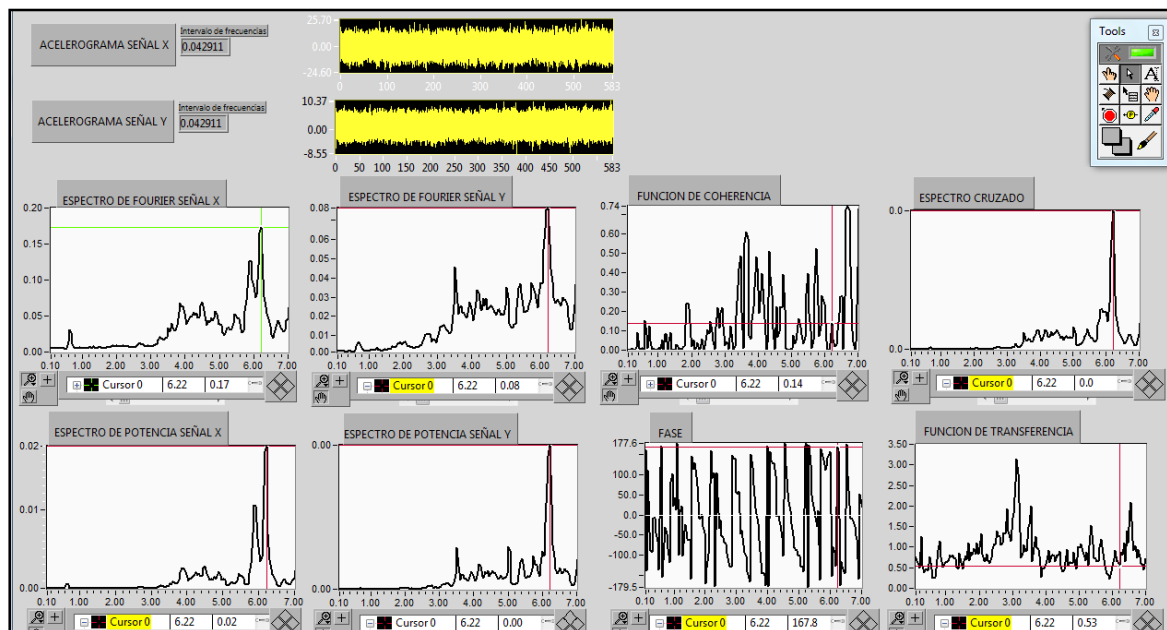 ACELEROGRAMA SEÑAL X
Intervalo de frecuencias
0.042911
25.70
0.00
-24.60
0 100 200 300 400 500 583
ACELEROGRAMA SEÑAL Y
Intervalo de frecuencias
0.042911
10.37
0.00
-8.55
0 50 100 150 200 250 300 350 400 450 500 583
Tools
ESPECTRO DE FOURIER SEÑAL X
0.20
0.15
0.10
0.05
0.00
0.10 1.00 2.00 3.00 4.00 5.00 6.00 7.00
Cursor 0 6.22 0.17
ESPECTRO DE FOURIER SEÑAL Y
0.08
0.06
0.05
0.03
0.02
0.00
0.10 1.00 2.00 3.00 4.00 5.00 6.00 7.00
Cursor 0 6.22 0.08
FUNCION DE COHERENCIA
0.74
0.60
0.50
0.40
0.30
0.20
0.10
0.00
0.10 1.00 2.00 3.00 4.00 5.00 6.00 7.00
Cursor 0 6.22 0.14
ESPECTRO CRUZADO
0.0
0.0
0.10 1.00 2.00 3.00 4.00 5.00 6.00 7.00
Cursor 0 6.22 0.0
ESPECTRO DE POTENCIA SEÑAL X
0.02
0.01
0.00
0.10 1.00 2.00 3.00 4.00 5.00 6.00 7.00
Cursor 0 6.22 0.02
ESPECTRO DE POTENCIA SEÑAL Y
0.00
0.00
0.10 1.00 2.00 3.00 4.00 5.00 6.00 7.00
Cursor 0 6.22 0.00
FASE
177.6
100.0
50.0
0.0
-50.0
-100.0
-179.5
0.10 1.00 2.00 3.00 4.00 5.00 6.00 7.00
Cursor 0 6.22 167.8
FUNCION DE TRANSFERENCIA
3.50
3.00
2.50
2.00
1.50
1.00
0.50
0.00
0.10 1.00 2.00 3.00 4.00 5.00 6.00 7.00
Cursor 0 6.22 0.53